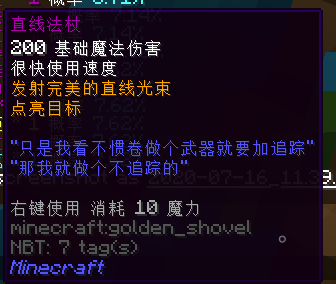 直线法杖
200 基础魔法伤害
很快使用速度
发射完美的直线光束
点亮目标
"只是我看不惯卷做个武器就要加追踪"
"那我就做个不追踪的"
右键使用 消耗 10 魔力
minecraft:golden_shovel
NBT: 7 tag(s)
Minecraft